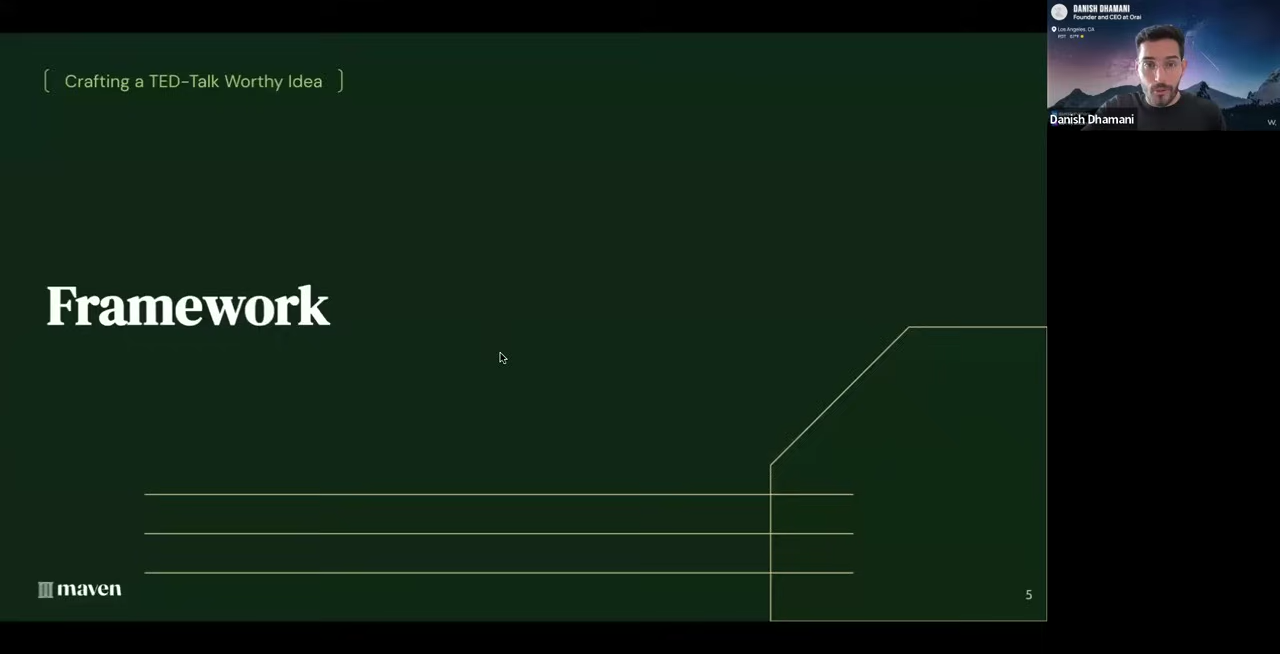 Crafting a TED-Talk Worthy Idea
Framework
maven
5
DANISH DHAMANI
Founder and CEO at Orai
Los Angeles, CA
Danish Dhamani
W.